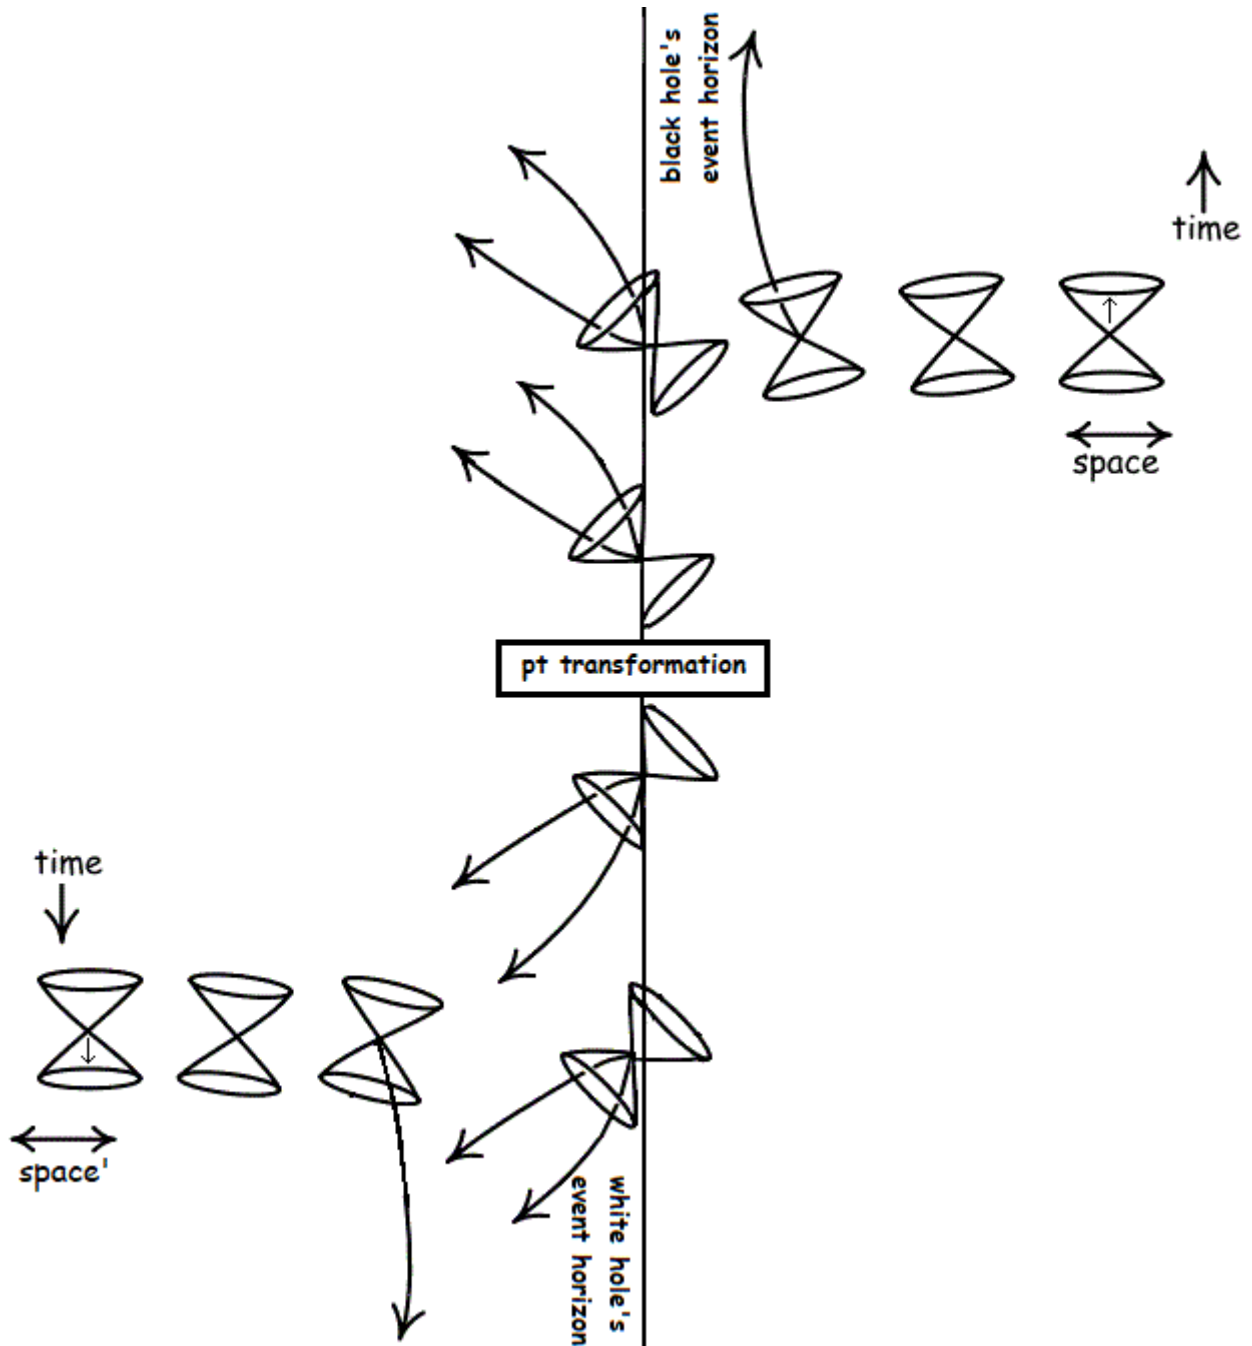 black hole's
event horizon
time
space
pt transformation
time
space'
white hole's
event horizon